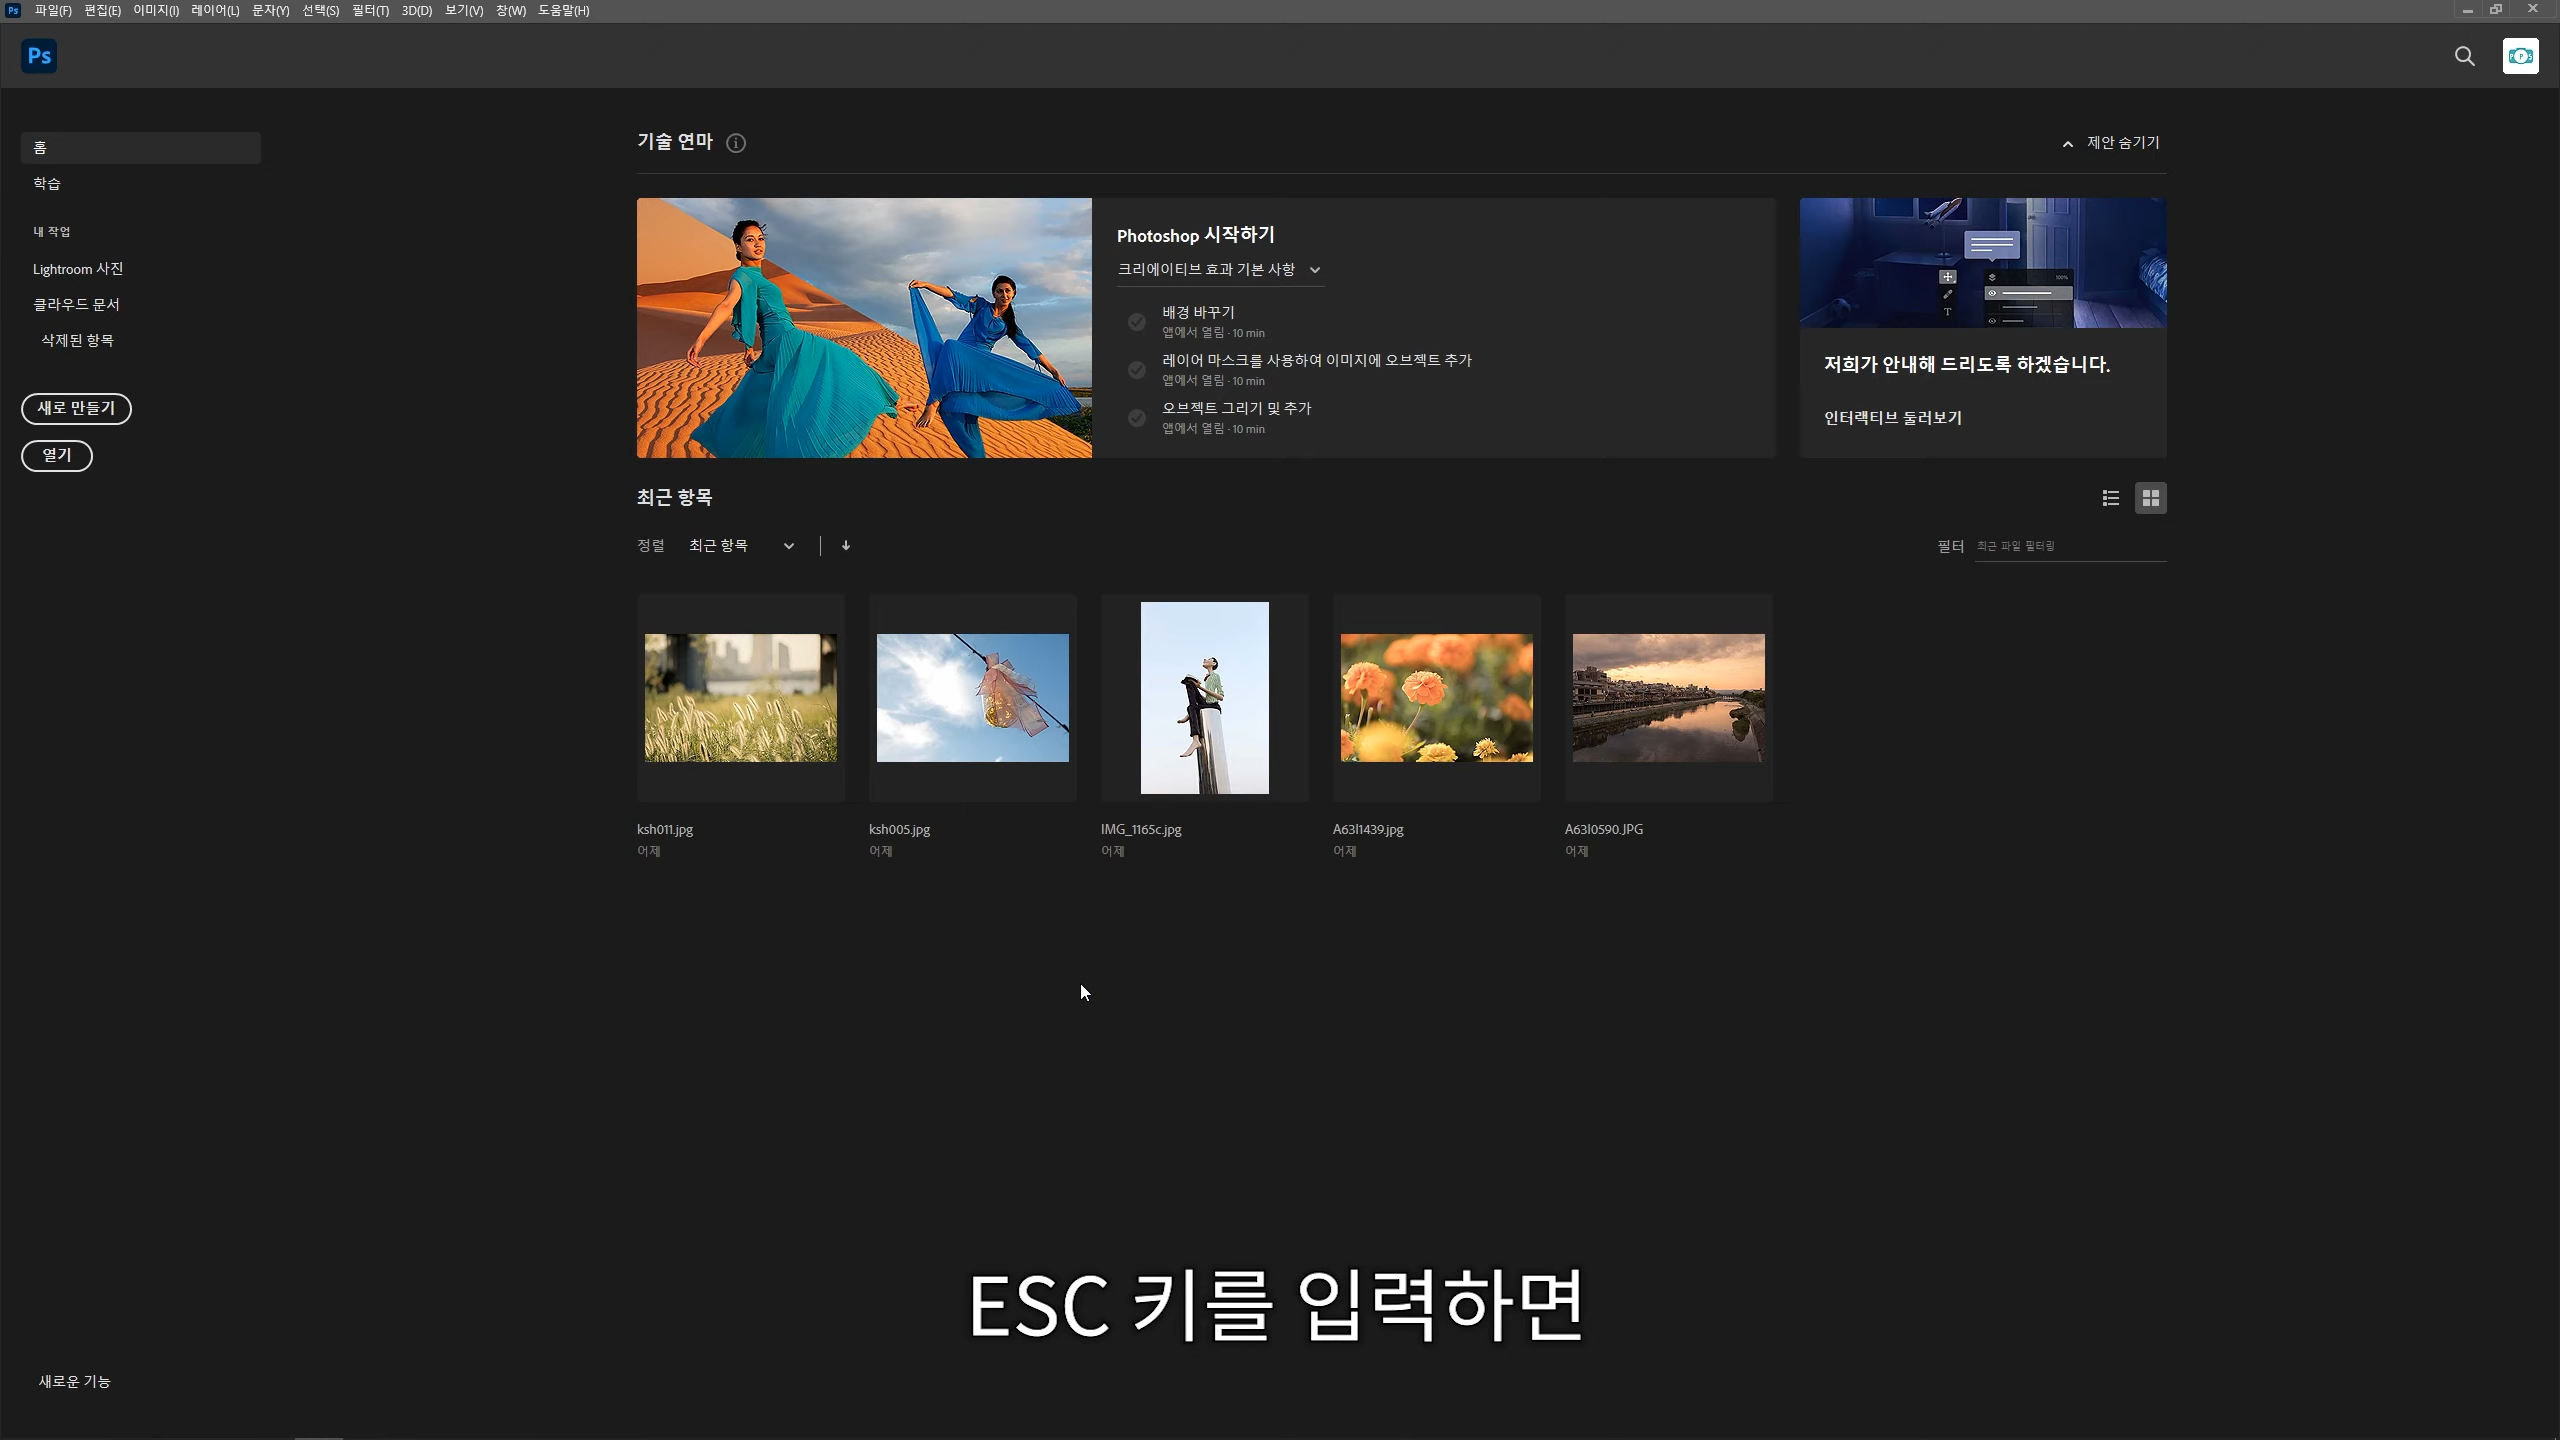 Ps 파일(F) 편집(E) 이미지(I) 레이어(L) 문자(Y) 선택(S) 필터(T) 3D(D) 보기(V) 창(W) 도움말(H)
Ps
홈
학습
내 작업
Lightroom 사진
클라우드 문서
삭제된 항목
새로 만들기
열기
기술 연마
제안 숨기기
Photoshop 시작하기
크리에이티브 효과 기본 사항
배경 바꾸기
앱에서 열림 · 10 min
레이어 마스크를 사용하여 이미지에 오브젝트 추가
앱에서 열림 · 10 min
오브젝트 그리기 및 추가
앱에서 열림 · 10 min
T
100%
저희가 안내해 드리도록 하겠습니다.
인터랙티브 둘러보기
최근 항목
정렬 최근 항목
필터 최근 파일 필터링
ksh011.jpg
어제
ksh005.jpg
어제
IMG_1165c.jpg
어제
A63I1439.jpg
어제
A63I0590.JPG
어제
ESC 키를 입력하면
새로운 기능